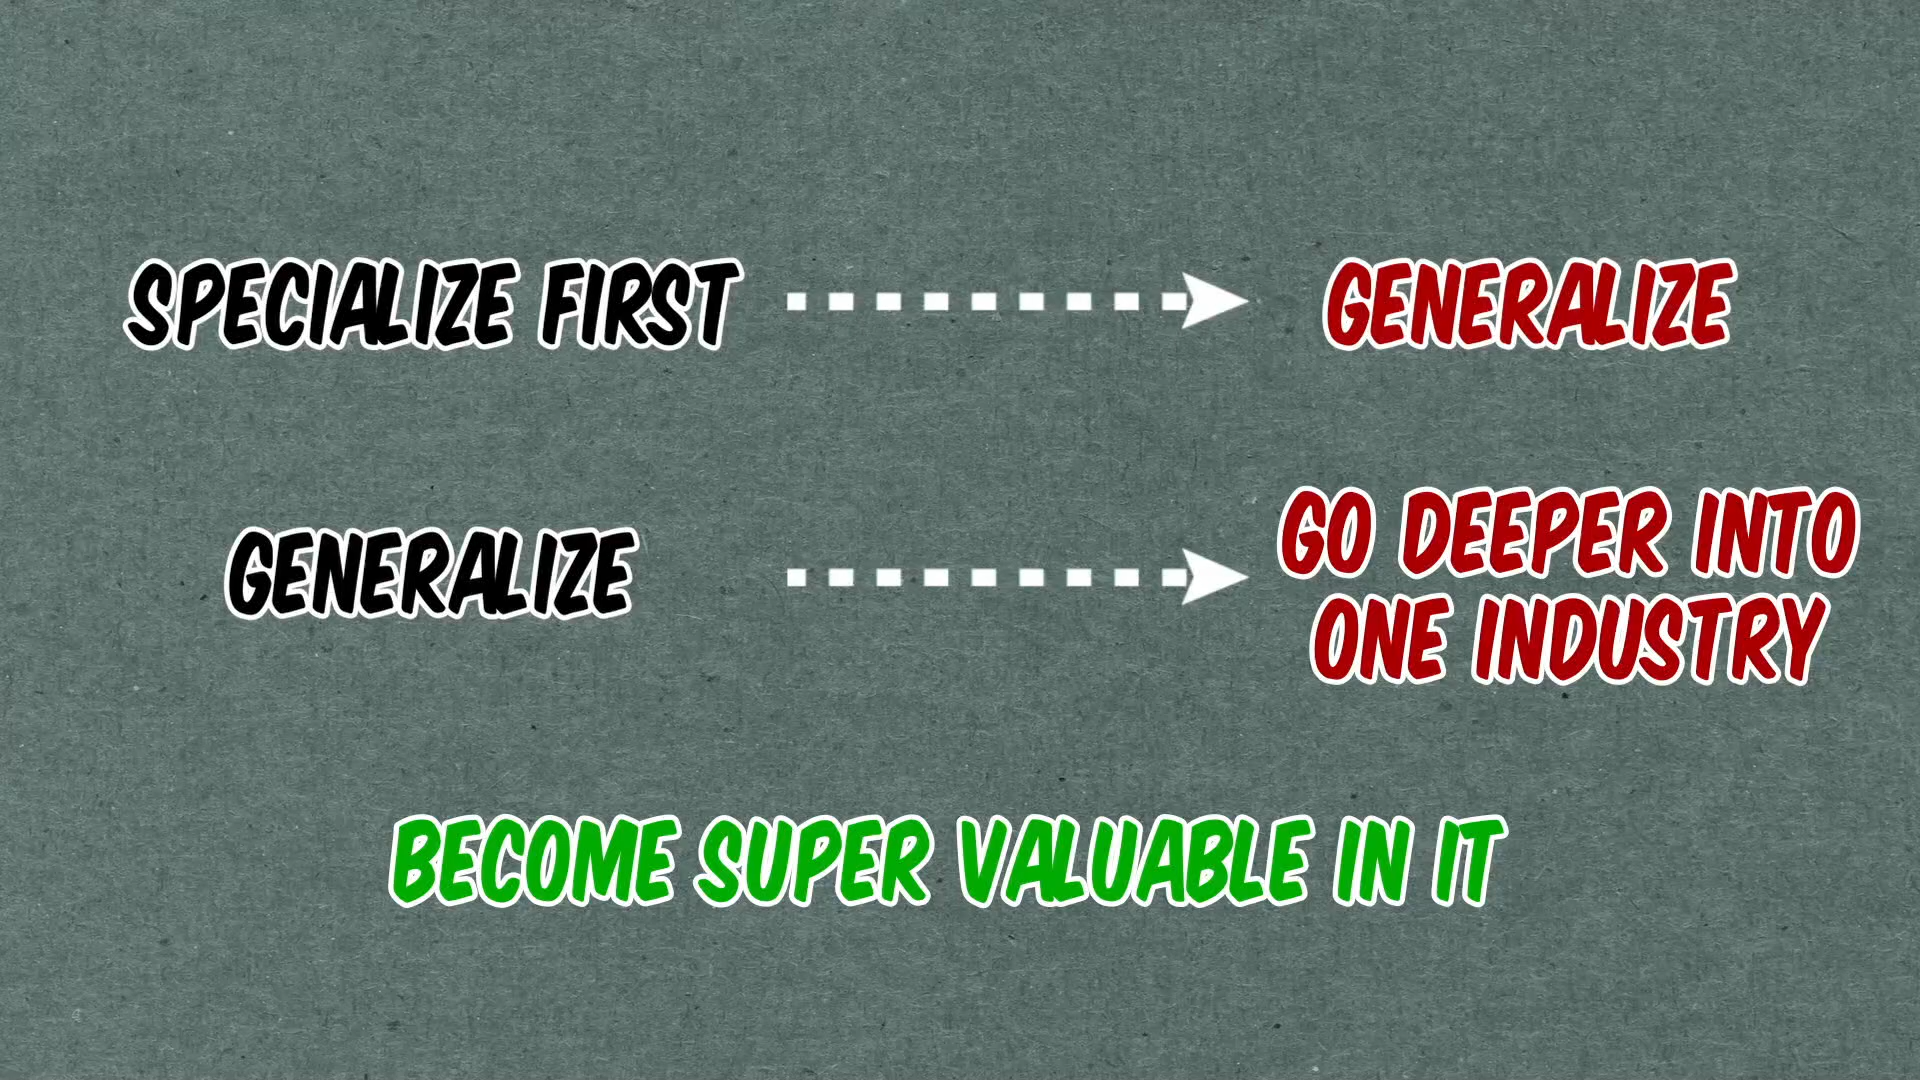 SPECIALIZE FIRST
GENERALIZE
GENERALIZE
GO DEEPER INTO
ONE INDUSTRY
BECOME SUPER VALUABLE IN IT